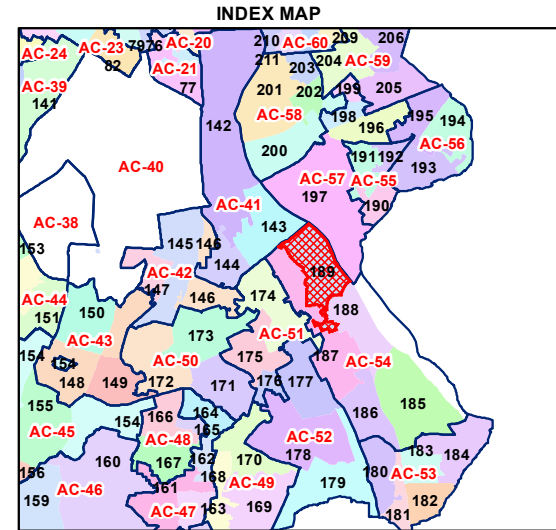 INDEX MAP
AC-24 AC-23 7976 AC-20 210 AC-60 209 206
82 AC-21 211 203 204 AC-59
AC-39 77 201 202 199 205
141 142 AC-58 198 196 195 194
AC-56
200 191 192 193
AC-40 AC-57 AC-55
197 190
AC-38 AC-41
143
153 145 146
144 189
AC-42
147
AC-44 146 174 188
151 150
AC-43 173 AC-51
154 154 AC-50 175 187 AC-54
148 149 172 171 176 177
155 185
154 166 164 186
AC-45 165 AC-52
AC-48 178 183
160 167 162 170 184
156 168 180 AC-53
161 AC-49 179
159 AC-46 182
AC-47 163 169 181